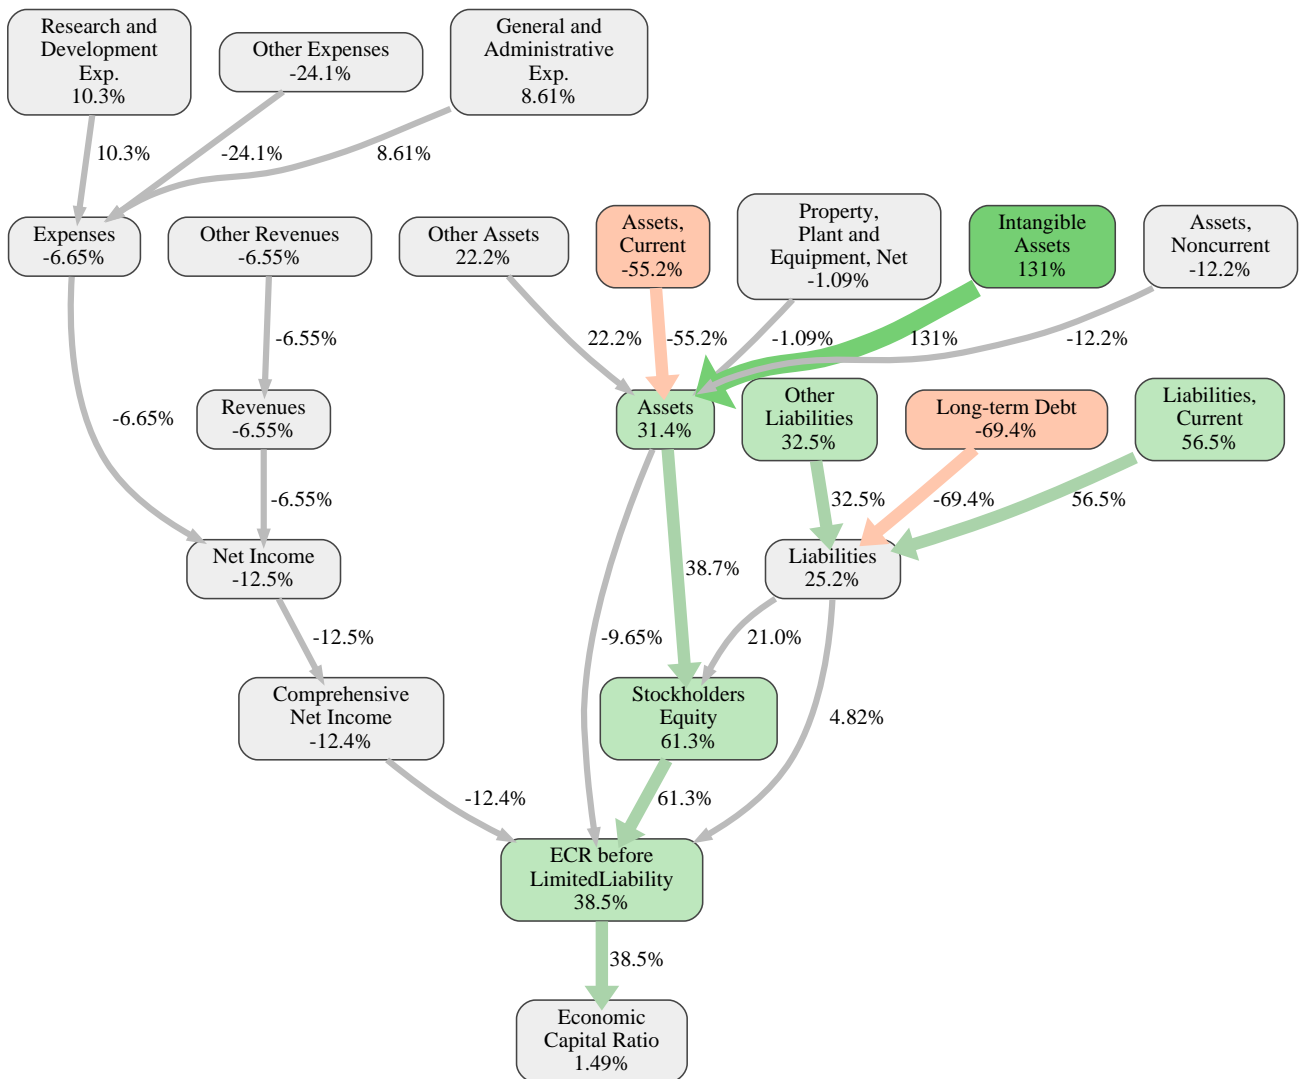 Research and
Development
Exp.
10.3%
Other Expenses
-24.1%
General and
Administrative
Exp.
8.61%
10.3%
-24.1%
8.61%
Expenses
-6.65%
Other Revenues
-6.55%
Other Assets
22.2%
Assets,
Current
-55.2%
Property,
Plant and
Equipment, Net
-1.09%
Intangible
Assets
131%
Assets,
Noncurrent
-12.2%
-6.55%
22.2%
-55.2%
-1.09%
131%
-12.2%
-6.65%
Revenues
-6.55%
Assets
31.4%
Other
Liabilities
32.5%
Long-term Debt
-69.4%
Liabilities,
Current
56.5%
-6.55%
38.7%
32.5%
-69.4%
56.5%
Net Income
-12.5%
Liabilities
25.2%
-12.5%
-9.65%
21.0%
4.82%
Comprehensive
Net Income
-12.4%
Stockholders
Equity
61.3%
-12.4%
61.3%
ECR before
LimitedLiability
38.5%
38.5%
Economic
Capital Ratio
1.49%